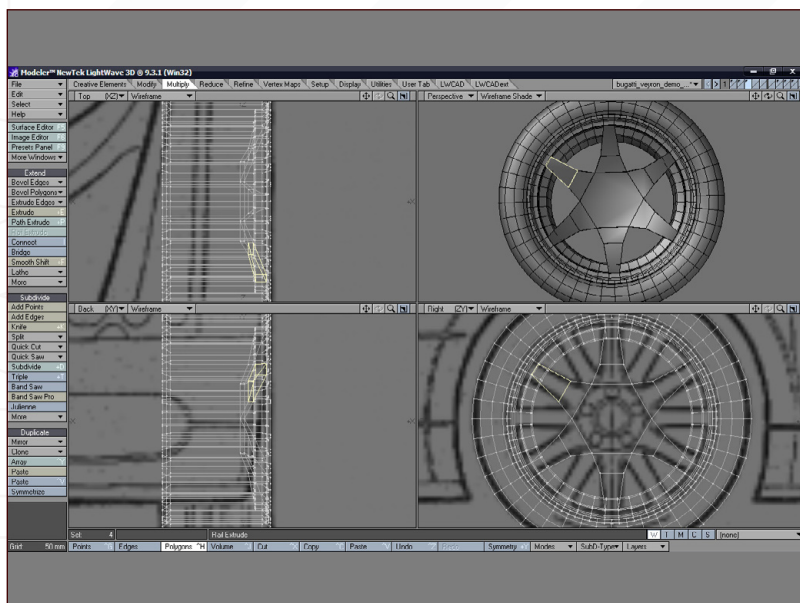 Modeler™ NewTek LightWave 3D ® 9.3.1 (Win32)
File
Creative Elements Modify Multiply Reduce Refine Vertex Maps Setup Display Utilities User Tab LWCAD LWCADext bugatti_veyron_demo_...*
Edit
Select
Help
Surface Editor
Image Editor
Presets Panel
More Windows
Extend
Bevel Edges
Bevel Polygons
Extrude Edges
Extrude
Path Extrude
Rail Extrude
Connect
Bridge
Smooth Shift
Lathe
More
Subdivide
Add Points
Add Edges
Knife
Split
Quick Cut
Quick Saw
Subdivide
Triple
Band Saw
Band Saw Pro
Julienne
More
Duplicate
Mirror
Clone
Array
Paste
Paste
Symmetrize
Top (XZ) Wireframe
Perspective Wireframe Shade
Back (XY) Wireframe
Right (ZY) Wireframe
Sel: 4 Rail Extrude W T M C S (none)
Grid: 50 mm Points Edges Polygons ^H Volume Cut Copy Paste Undo Symmetry Modes SubD-Type Layers